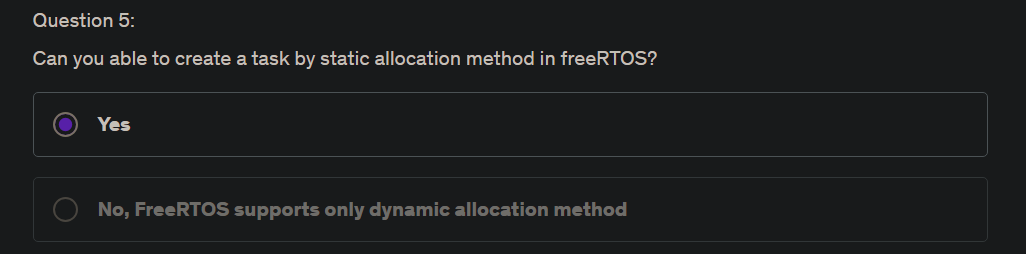 Question 5:
Can you able to create a task by static allocation method in freeRTOS?
Yes
No, FreeRTOS supports only dynamic allocation method